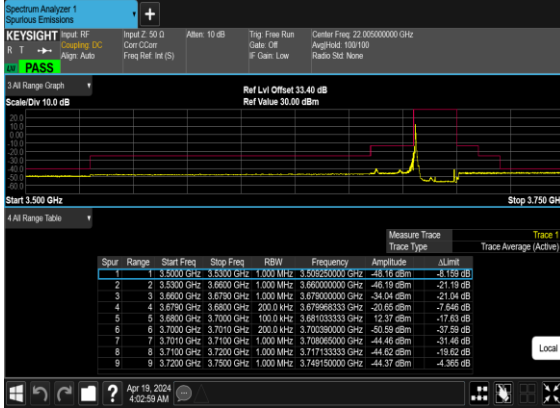 Spectrum Analyzer 1
Spurious Emissions
+
KEYSIGHT Input: RF Input Z: 50 Ω Atten: 10 dB Trig: Free Run Center Freq: 22.005000000 GHz
R T Coupling: DC Corr CCorr Gate: Off Avg|Hold: 100/100
Align: Auto Freq Ref: Int (S) IF Gain: Low Radio Std: None
PASS
3 All Range Graph
Ref Lvl Offset 33.40 dB
Scale/Div 10.0 dB Ref Value 30.00 dBm
20.0
10.0
0.00
-10.0
-20.0
-30.0
-40.0
-50.0
-60.0
Start 3.500 GHz Stop 3.750 GH
4 All Range Table
Measure Trace Trace 1
Trace Type Trace Average (Active)
Spur Range Start Freq Stop Freq RBW Frequency Amplitude ΔLimit
1 1 3.5000 GHz 3.5300 GHz 1.000 MHz 3.509250000 GHz -48.16 dBm -8.159 dB
2 2 3.5300 GHz 3.6600 GHz 1.000 MHz 3.660000000 GHz -46.19 dBm -21.19 dB
3 3 3.6600 GHz 3.6790 GHz 1.000 MHz 3.679000000 GHz -34.04 dBm -21.04 dB
4 4 3.6790 GHz 3.6800 GHz 200.0 kHz 3.679968333 GHz -20.65 dBm -7.646 dB
5 5 3.6800 GHz 3.7000 GHz 100.0 kHz 3.681033333 GHz 12.37 dBm -17.63 dB
6 6 3.7000 GHz 3.7010 GHz 200.0 kHz 3.700390000 GHz -50.59 dBm -37.59 dB
7 7 3.7010 GHz 3.7100 GHz 1.000 MHz 3.708065000 GHz -44.46 dBm -31.46 dB
8 8 3.7100 GHz 3.7200 GHz 1.000 MHz 3.717133333 GHz -44.62 dBm -19.62 dB
9 9 3.7200 GHz 3.7500 GHz 1.000 MHz 3.749150000 GHz -44.37 dBm -4.365 dB
Local
?
Apr 19, 2024
4:02:59 AM